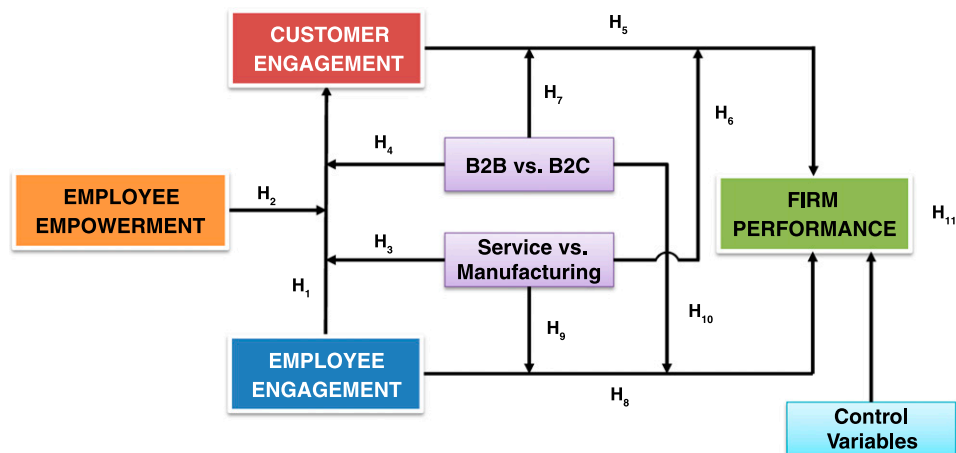 H₅
CUSTOMER
ENGAGEMENT
H₇
H₆
H₄
B2B vs. B2C
EMPLOYEE
EMPOWERMENT
H₂
FIRM
PERFORMANCE
H₁₁
H₃
Service vs.
Manufacturing
H₁
H₉
H₁₀
EMPLOYEE
ENGAGEMENT
H₈
Control
Variables